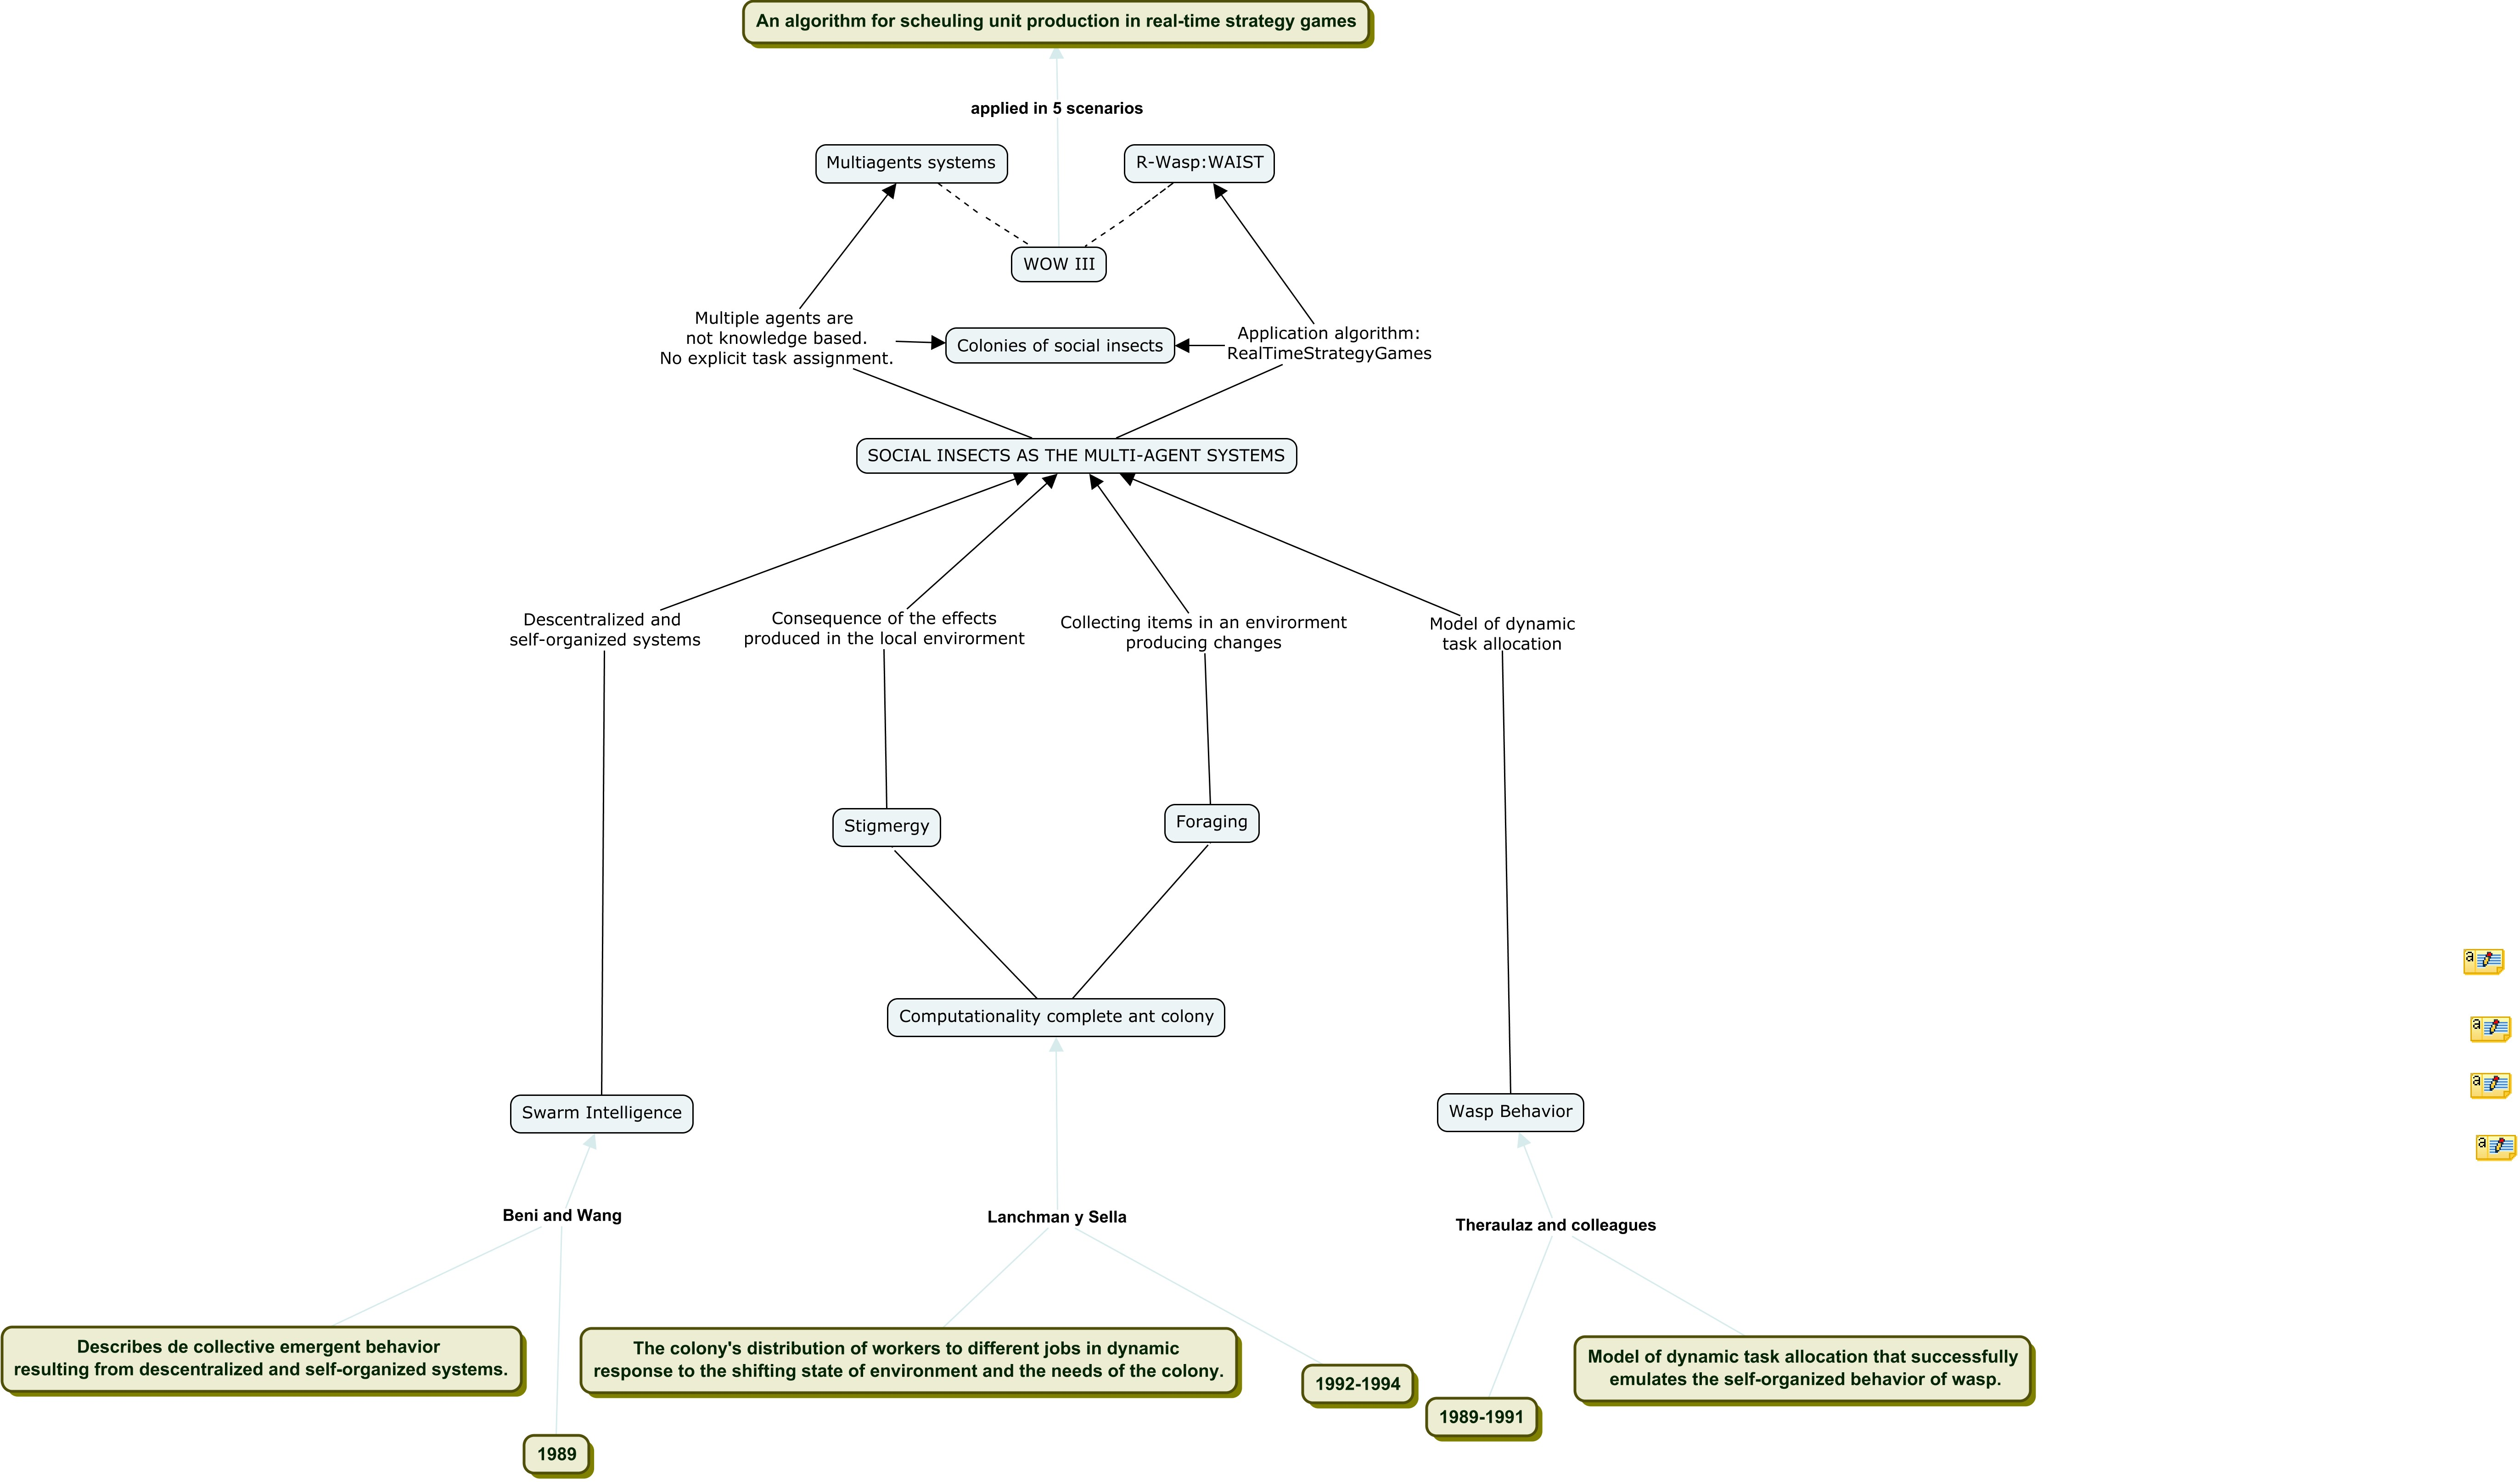 An algorithm for scheuling unit production in real-time strategy games
applied in 5 scenarios
Multiagents systems
R-Wasp:WAIST
WOW III
Multiple agents are
not knowledge based.
No explicit task assignment.
Colonies of social insects
Application algorithm:
RealTimeStrategyGames
SOCIAL INSECTS AS THE MULTI-AGENT SYSTEMS
Descentralized and
self-organized systems
Consequence of the effects
produced in the local envirorment
Collecting items in an envirorment
producing changes
Model of dynamic
task allocation
Stigmergy
Foraging
Computationality complete ant colony
Swarm Intelligence
Wasp Behavior
Beni and Wang
Lanchman y Sella
Theraulaz and colleagues
Describes de collective emergent behavior
resulting from descentralized and self-organized systems.
The colony's distribution of workers to different jobs in dynamic
response to the shifting state of environment and the needs of the colony.
1992-1994
Model of dynamic task allocation that successfully
emulates the self-organized behavior of wasp.
1989-1991
1989
a
a
a
a